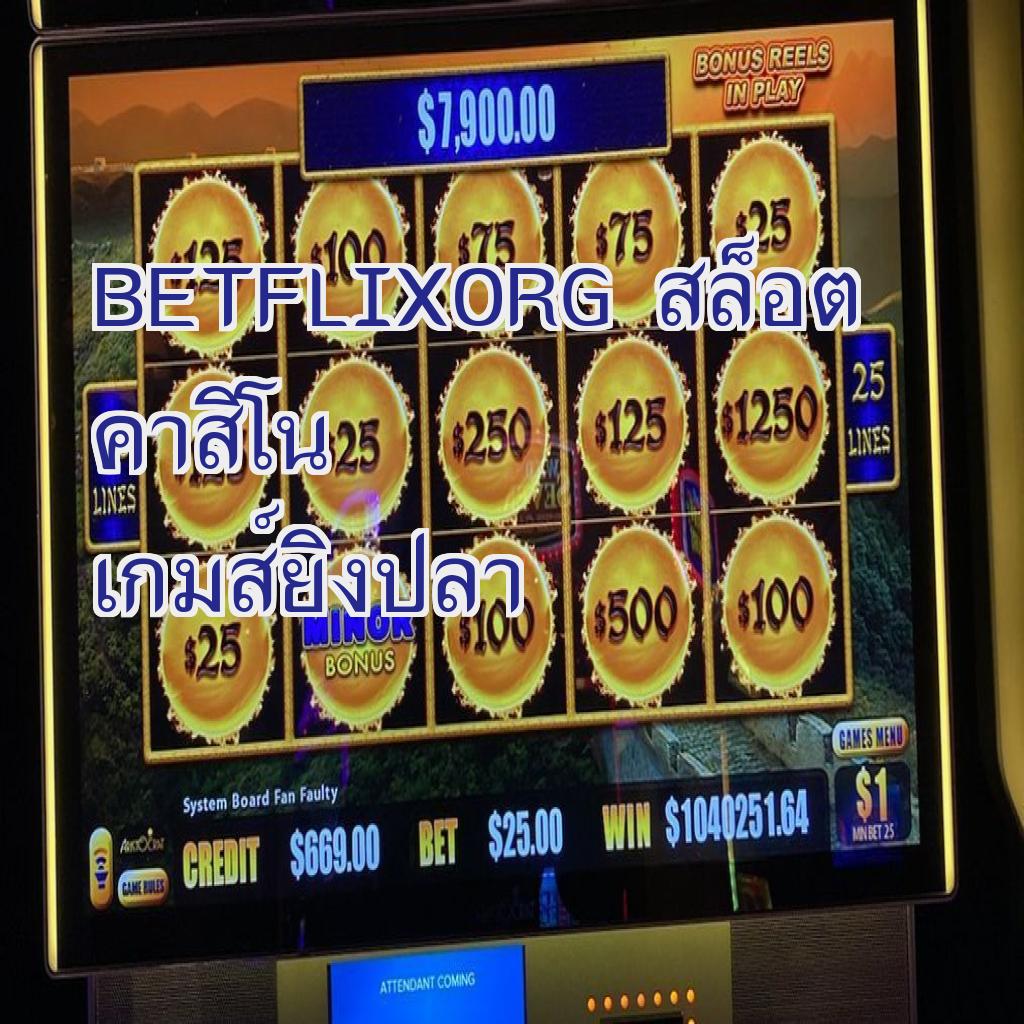 BONUS REELS
IN PLAY
$7,900.00
$125 $100 $75 $75 $25
BETFLIXORG สล็อต
25
LINES
$25 $250 $125 $1250
คาสิโน
LINES
เกมส์ยิงปลา
$25 MINOR $100 $500 $100
BONUS
GAMES MENU
System Board Fan Faulty
$1
MIN BET 25
ARISTOCRAT
CREDIT $669.00 BET $25.00 WIN $1040251.64
GAME RULES
ATTENDANT COMING